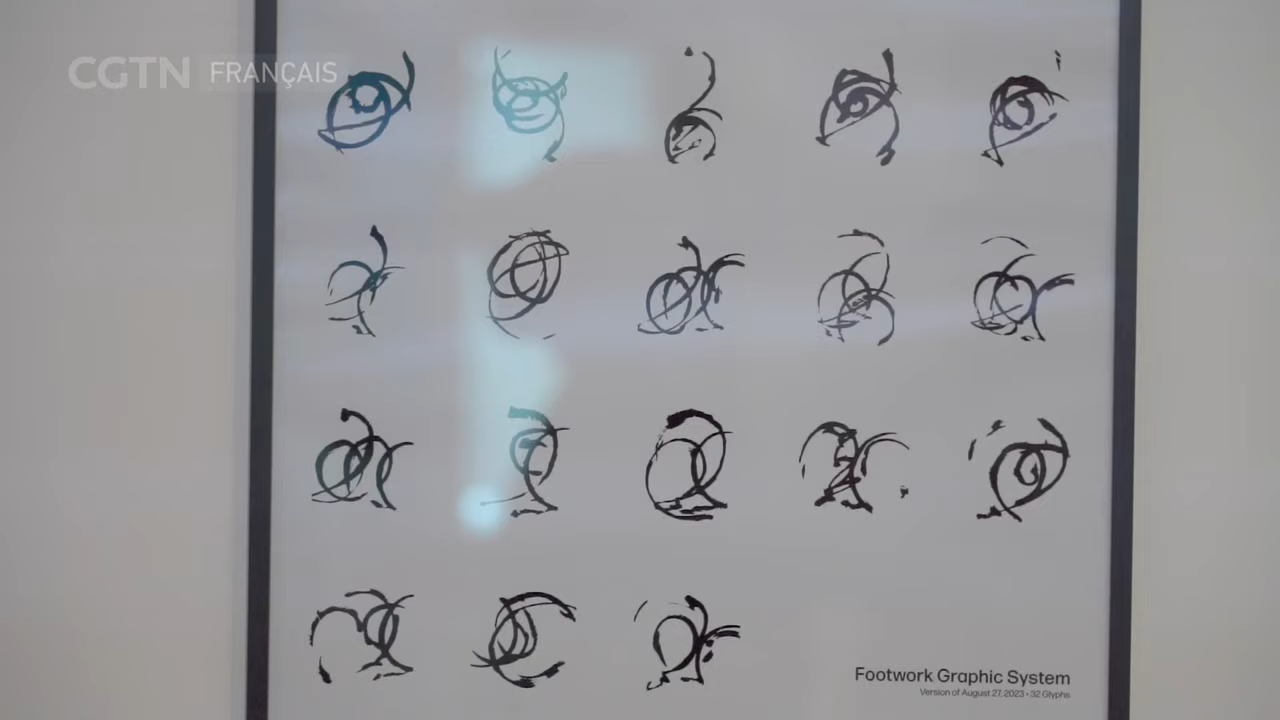 CGTN FRANÇAIS
Footwork Graphic System
Version of August 27, 2023 • 32 Glyphs